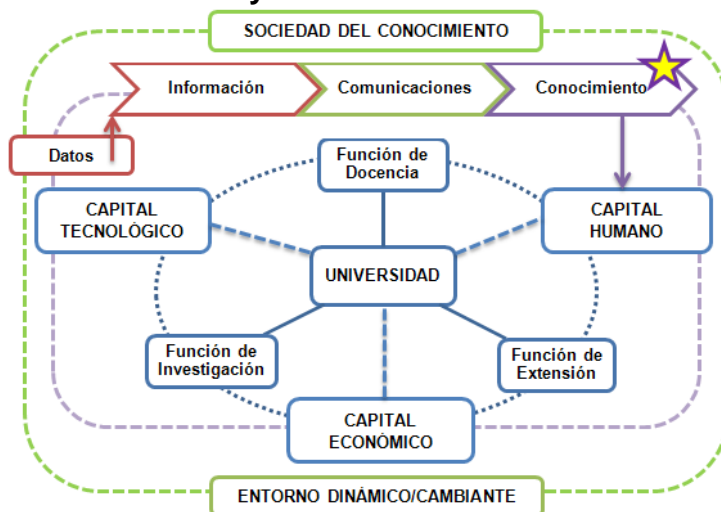 SOCIEDAD DEL CONOCIMIENTO
Información
Comunicaciones
Conocimiento
Datos
Función de
Docencia
CAPITAL
TECNOLÓGICO
CAPITAL
HUMANO
UNIVERSIDAD
Función de
Investigación
Función de
Extensión
CAPITAL
ECONÓMICO
ENTORNO DINÁMICO/CAMBIANTE